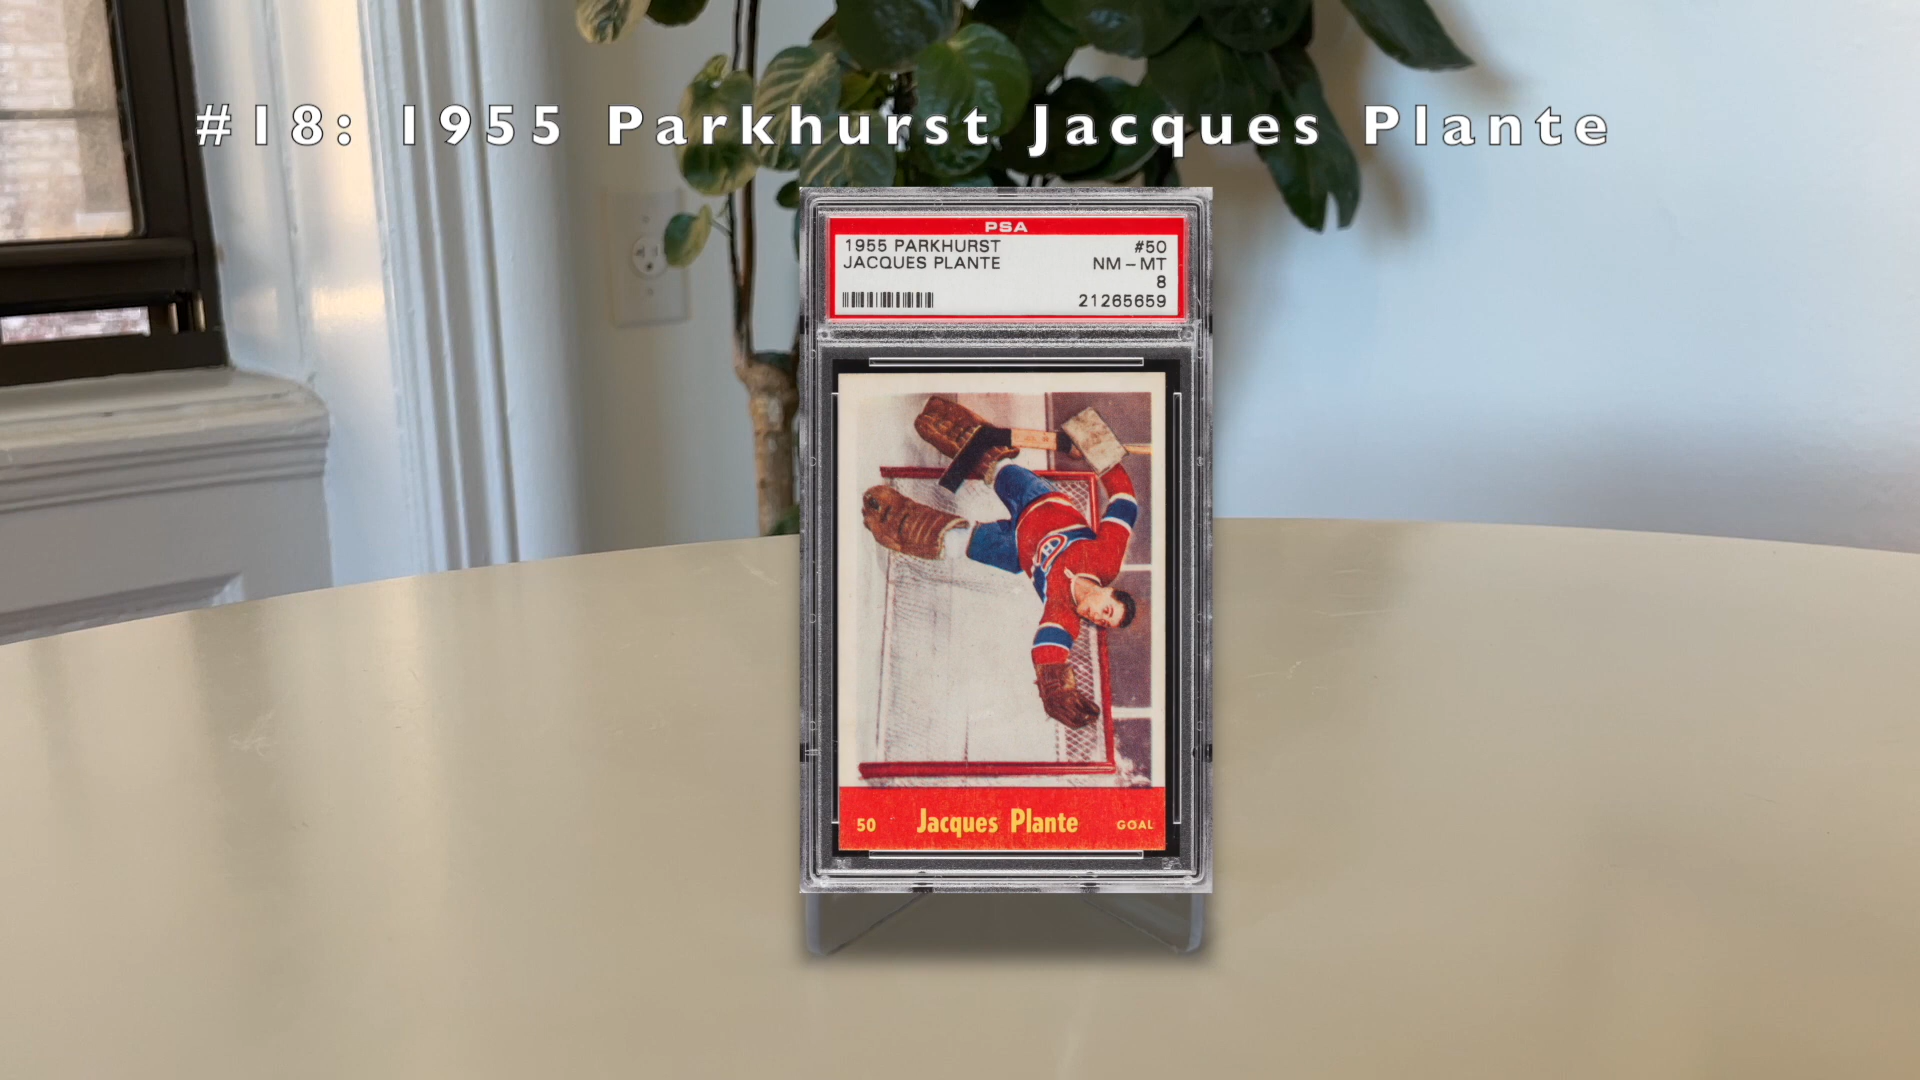 #18: 1955 Parkhurst Jacques Plante
PSA
1955 PARKHURST #50
JACQUES PLANTE NM-MT
8
21265659
50 Jacques Plante GOAL